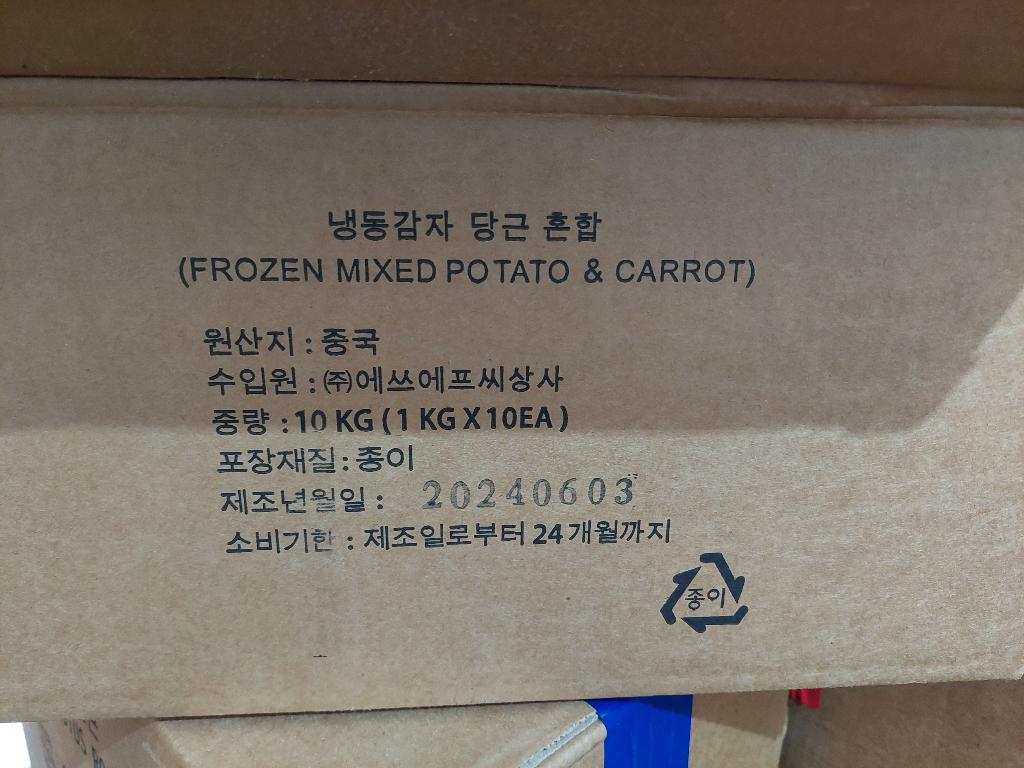 냉동감자 당근 혼합
(FROZEN MIXED POTATO & CARROT)
원산지 : 중국
수입원 : ㈜에쓰에프씨상사
중량 : 10 KG ( 1 KG X 10EA )
포장재질 : 종이
제조년월일 : 20240603
소비기한 : 제조일로부터 24개월까지
종이